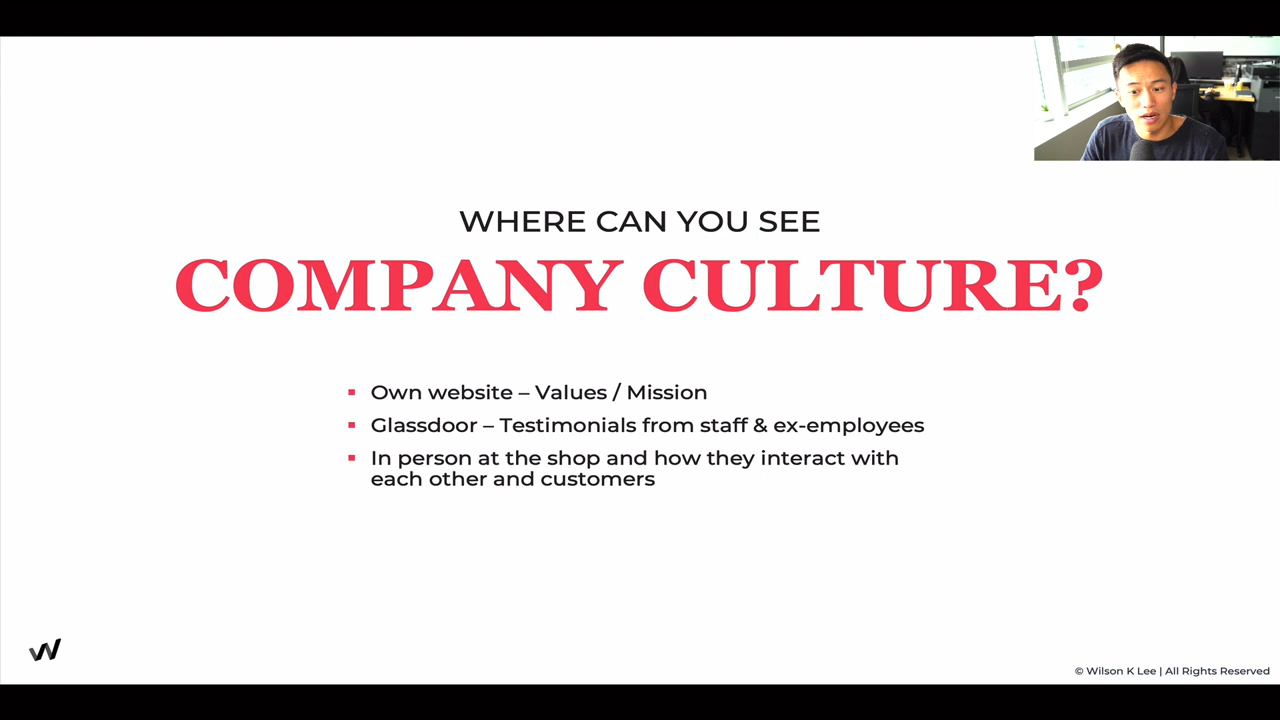 WHERE CAN YOU SEE
COMPANY CULTURE?
▪ Own website – Values / Mission
▪ Glassdoor – Testimonials from staff & ex-employees
▪ In person at the shop and how they interact with
each other and customers
W
© Wilson K Lee | All Rights Reserved